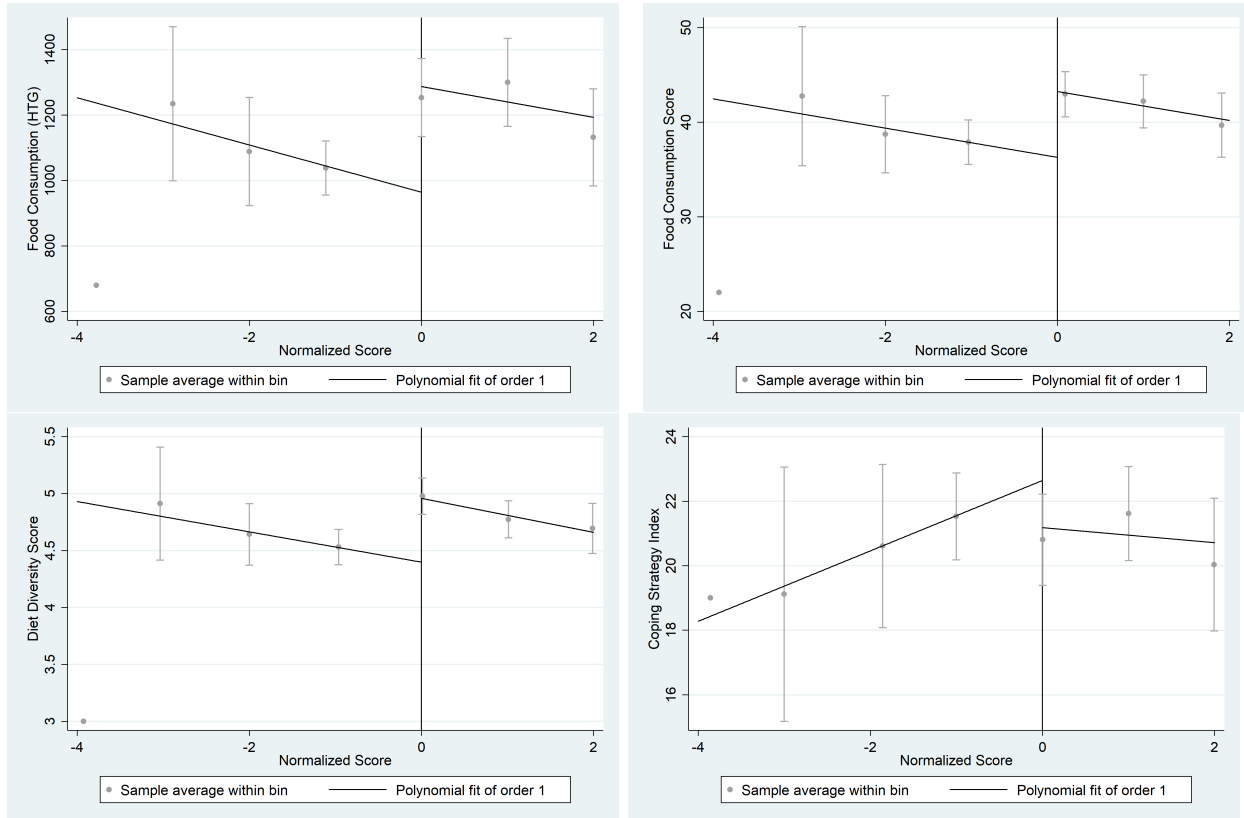 Food Consumption (HTG)
1400
1200
1000
800
600
-4 -2 0 2
Normalized Score
Sample average within bin Polynomial fit of order 1
Food Consumption Score
50
40
30
20
-4 -2 0 2
Normalized Score
Sample average within bin Polynomial fit of order 1
Diet Diversity Score
5.5
5
4.5
4
3.5
3
-4 -2 0 2
Normalized Score
Sample average within bin Polynomial fit of order 1
Coping Strategy Index
24
22
20
18
16
-4 -2 0 2
Normalized Score
Sample average within bin Polynomial fit of order 1